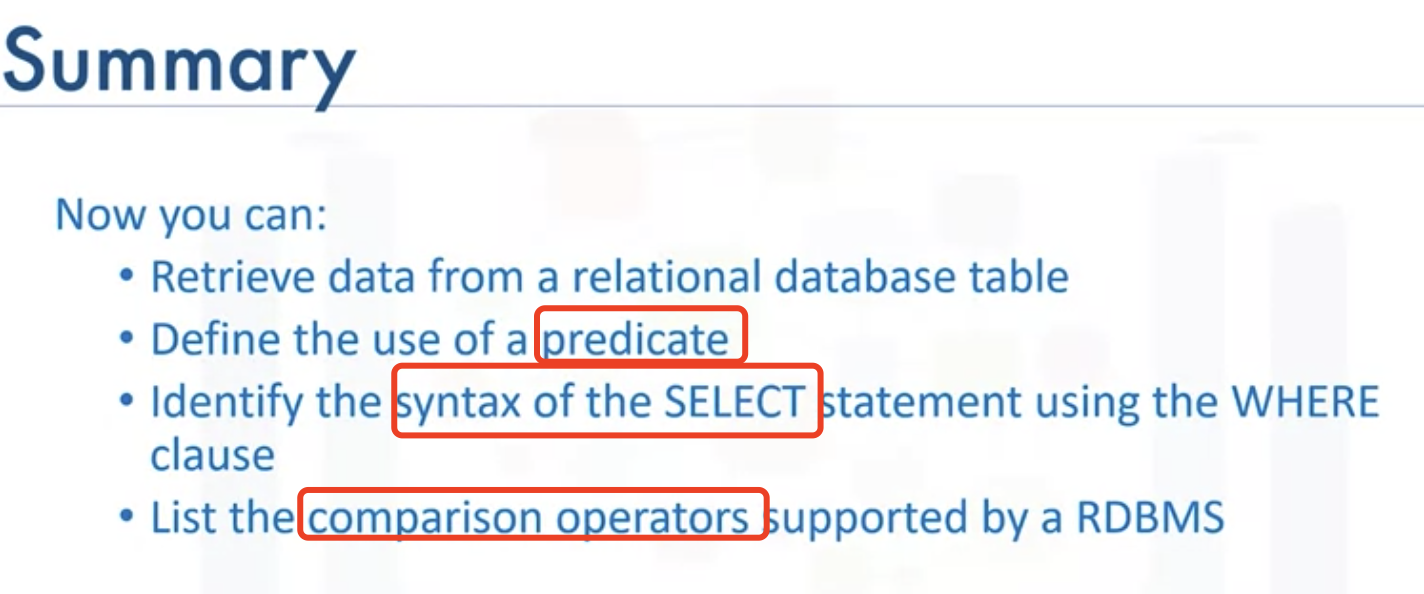 Summary
Now you can:
• Retrieve data from a relational database table
• Define the use of a predicate
• Identify the syntax of the SELECT statement using the WHERE
clause
• List the comparison operators supported by a RDBMS